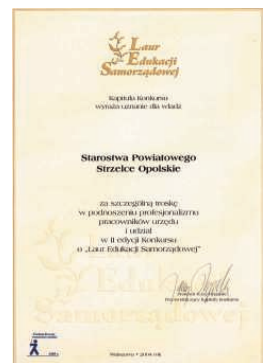 Laur
Edukacji
Samorządowej
Kapituła Konkursu
wyraża uznanie dla władz
Starostwa Powiatowego
Strzelce Opolskie
za szczególną troskę
w podnoszeniu profesjonalizmu
pracowników urzędu
i udział
w II edycji Konkursu
o „Laur Edukacji Samorządowej”